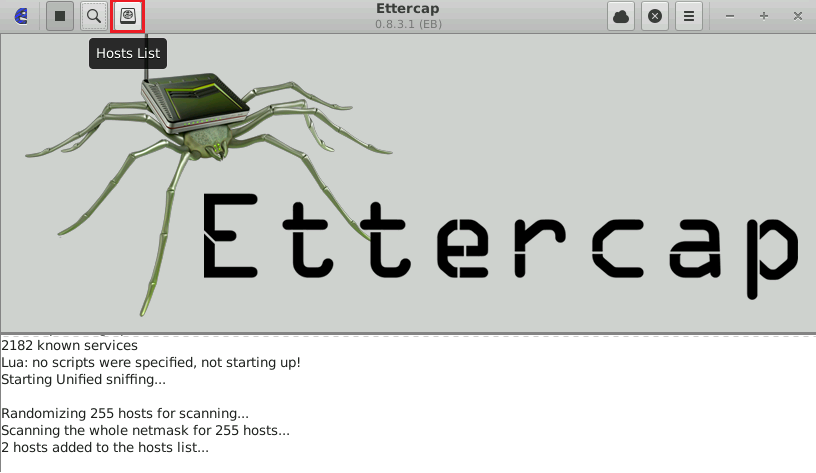 Ettercap
0.8.3.1 (EB)
Hosts List
Ettercap
2182 known services
Lua: no scripts were specified, not starting up!
Starting Unified sniffing...
Randomizing 255 hosts for scanning...
Scanning the whole netmask for 255 hosts...
2 hosts added to the hosts list...